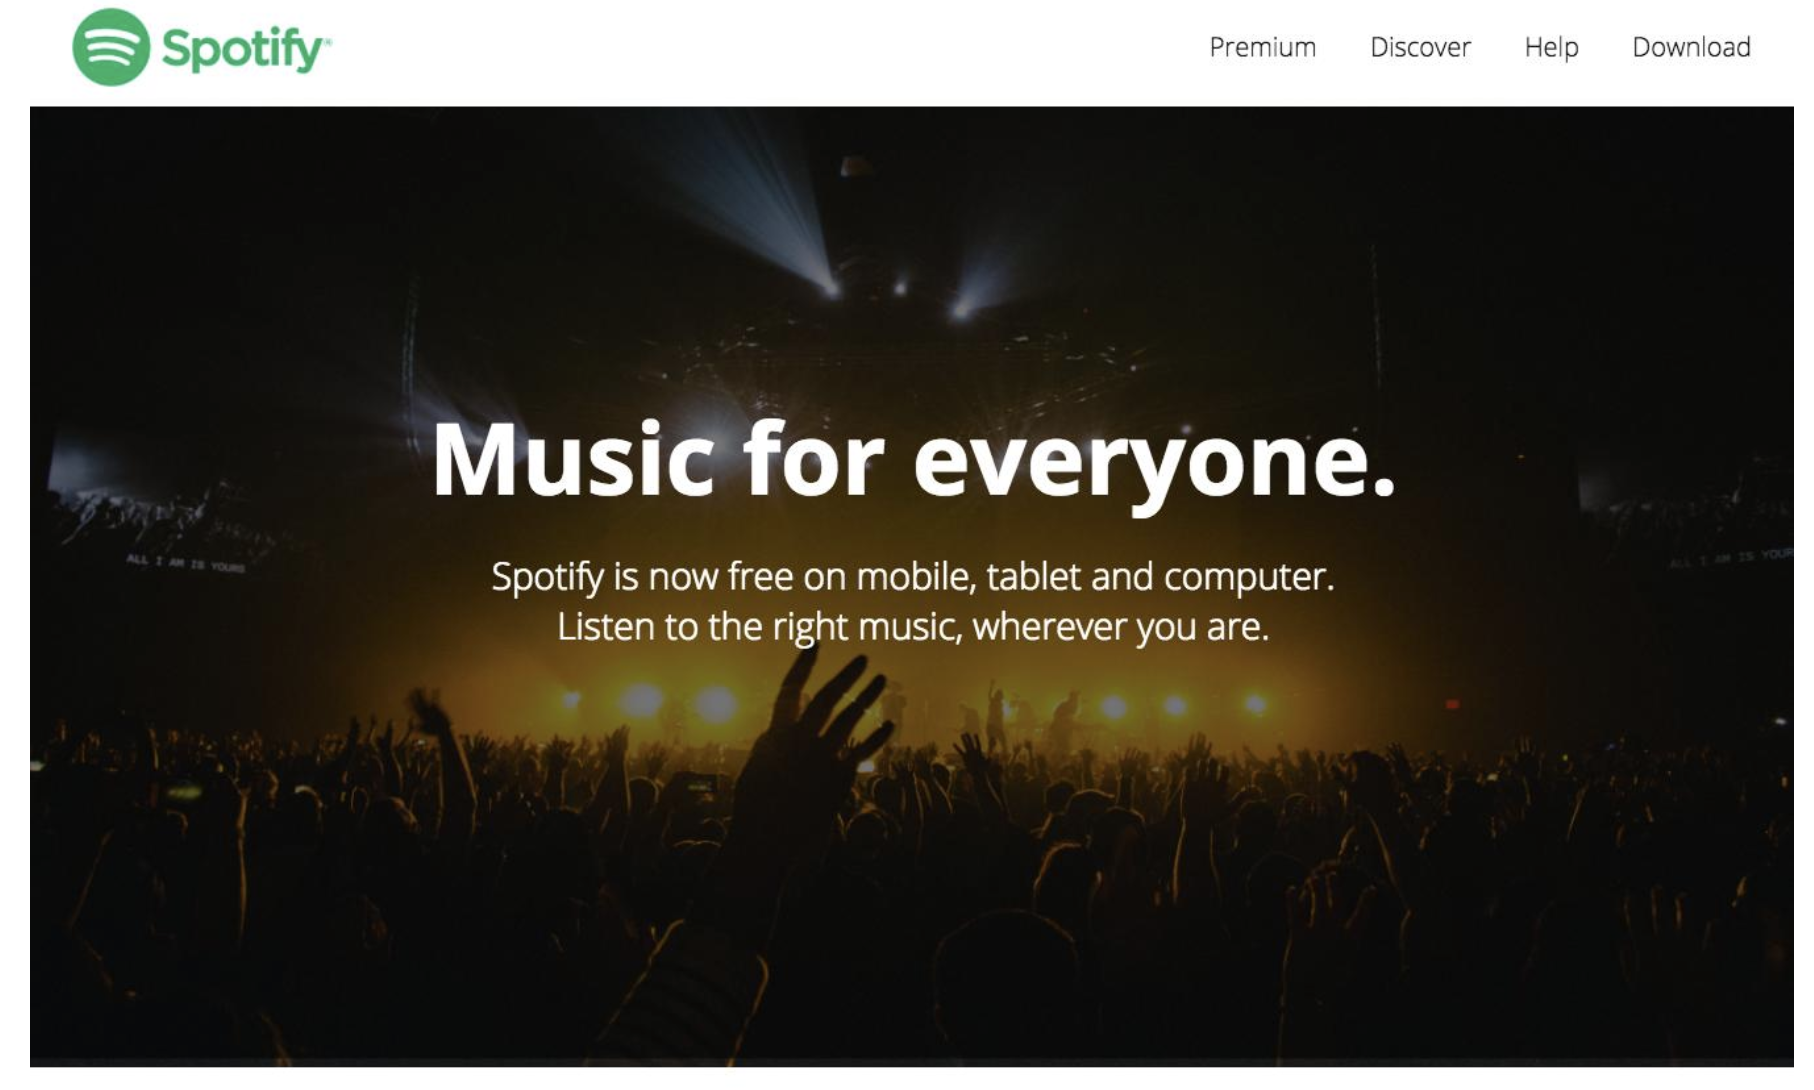 Spotify®
Premium Discover Help Download
Music for everyone.
ALL I AM IS YOURS
ALL I AM IS YOUR
Spotify is now free on mobile, tablet and computer.
Listen to the right music, wherever you are.